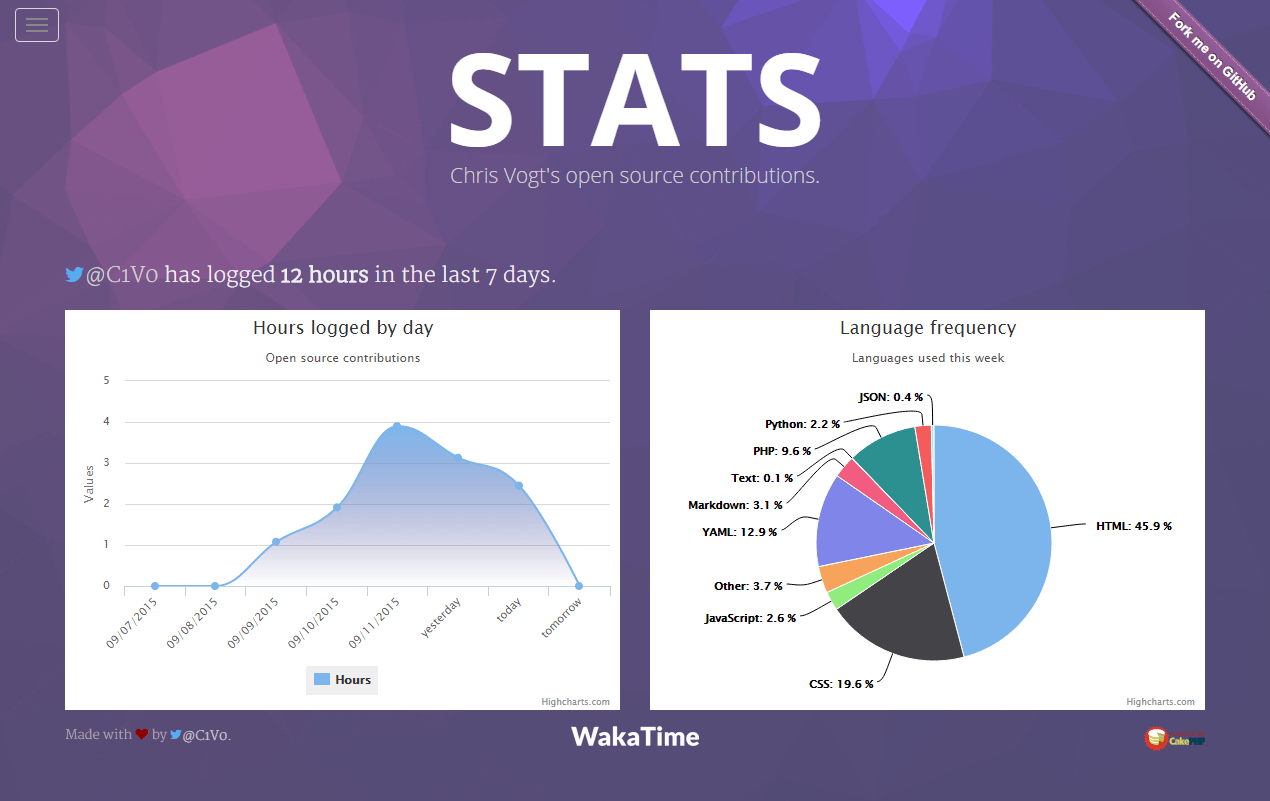 Fork me on GitHub
STATS
Chris Vogt's open source contributions.
@C1V0 has logged 12 hours in the last 7 days.
Hours logged by day
Open source contributions
5
4
3
2
1
0
Values
09/07/2015
09/08/2015
09/09/2015
09/10/2015
09/11/2015
yesterday
today
tomorrow
Hours
Highcharts.com
Language frequency
Languages used this week
JSON: 0.4 %
Python: 2.2 %
PHP: 9.6 %
Text: 0.1 %
Markdown: 3.1 %
YAML: 12.9 %
HTML: 45.9 %
Other: 3.7 %
JavaScript: 2.6 %
CSS: 19.6 %
Highcharts.com
Made with ❤ by @C1V0.
WakaTime
CakePHP